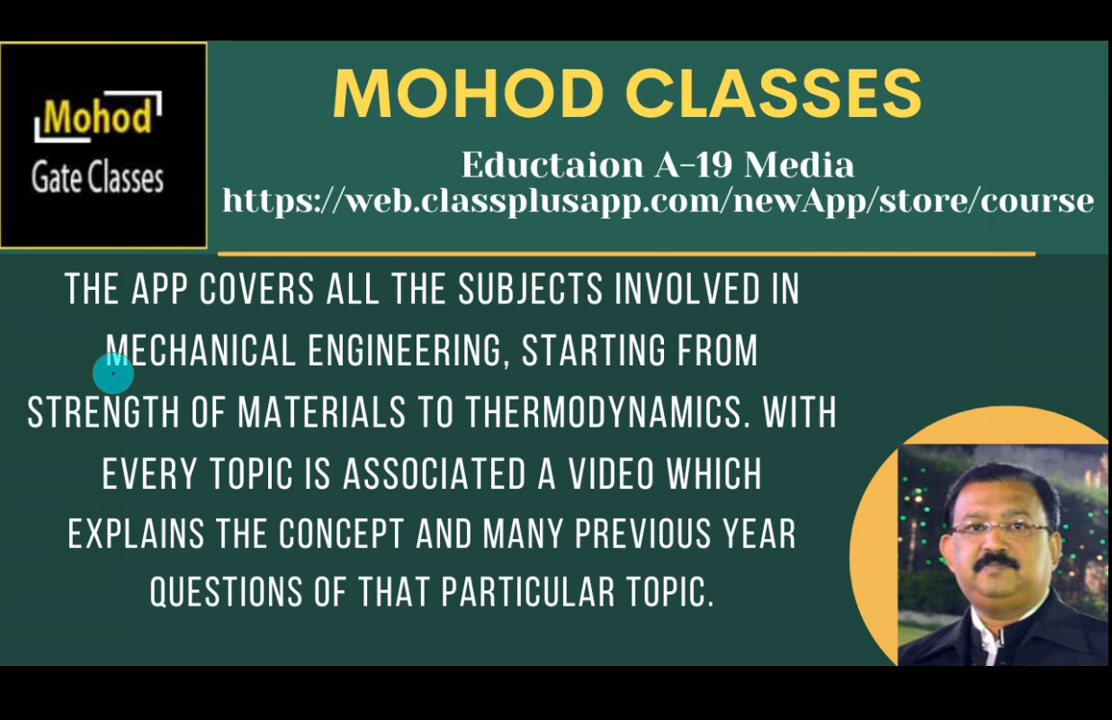 Mohod
Gate Classes
MOHOD CLASSES
Eductaion A-19 Media
https://web.classplusapp.com/newApp/store/course
THE APP COVERS ALL THE SUBJECTS INVOLVED IN
MECHANICAL ENGINEERING, STARTING FROM
STRENGTH OF MATERIALS TO THERMODYNAMICS. WITH
EVERY TOPIC IS ASSOCIATED A VIDEO WHICH
EXPLAINS THE CONCEPT AND MANY PREVIOUS YEAR
QUESTIONS OF THAT PARTICULAR TOPIC.